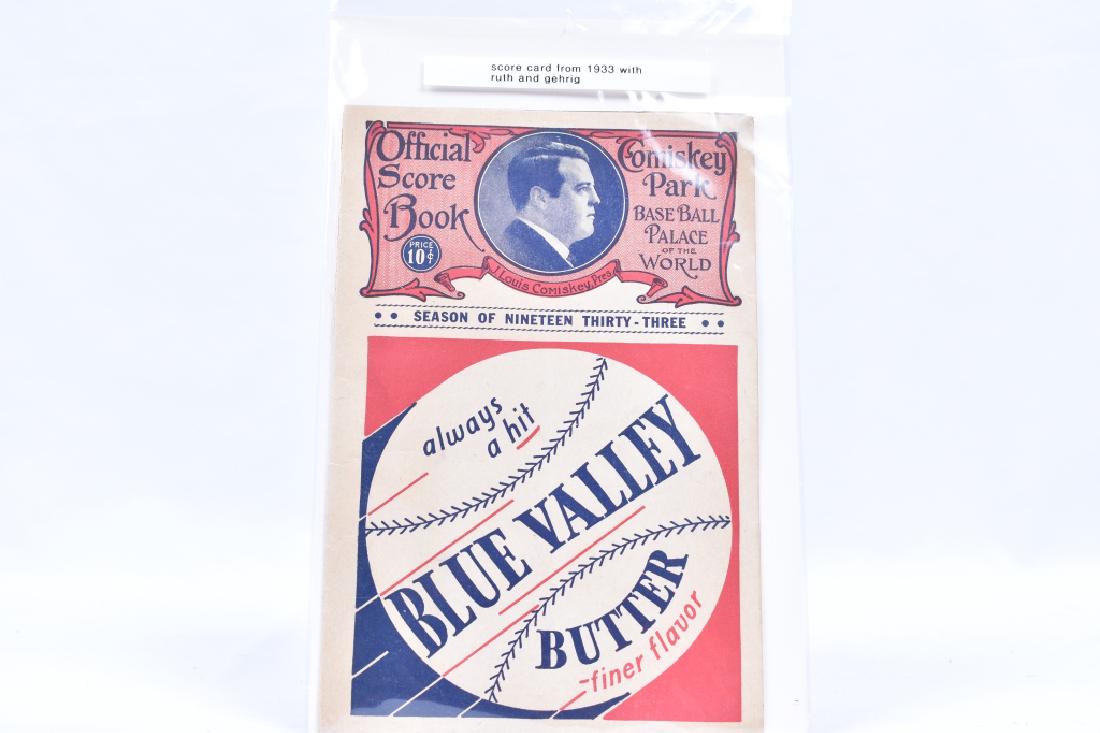 score card from 1933 with
ruth and gehrig
Official
Score
Book
PRICE
10¢
Comiskey
Park
BASE BALL
PALACE
OF THE
WORLD
J. Louis Comiskey, Pres.
SEASON OF NINETEEN THIRTY-THREE
always
a hit
BLUE VALLEY
BUTTER
-finer flavor